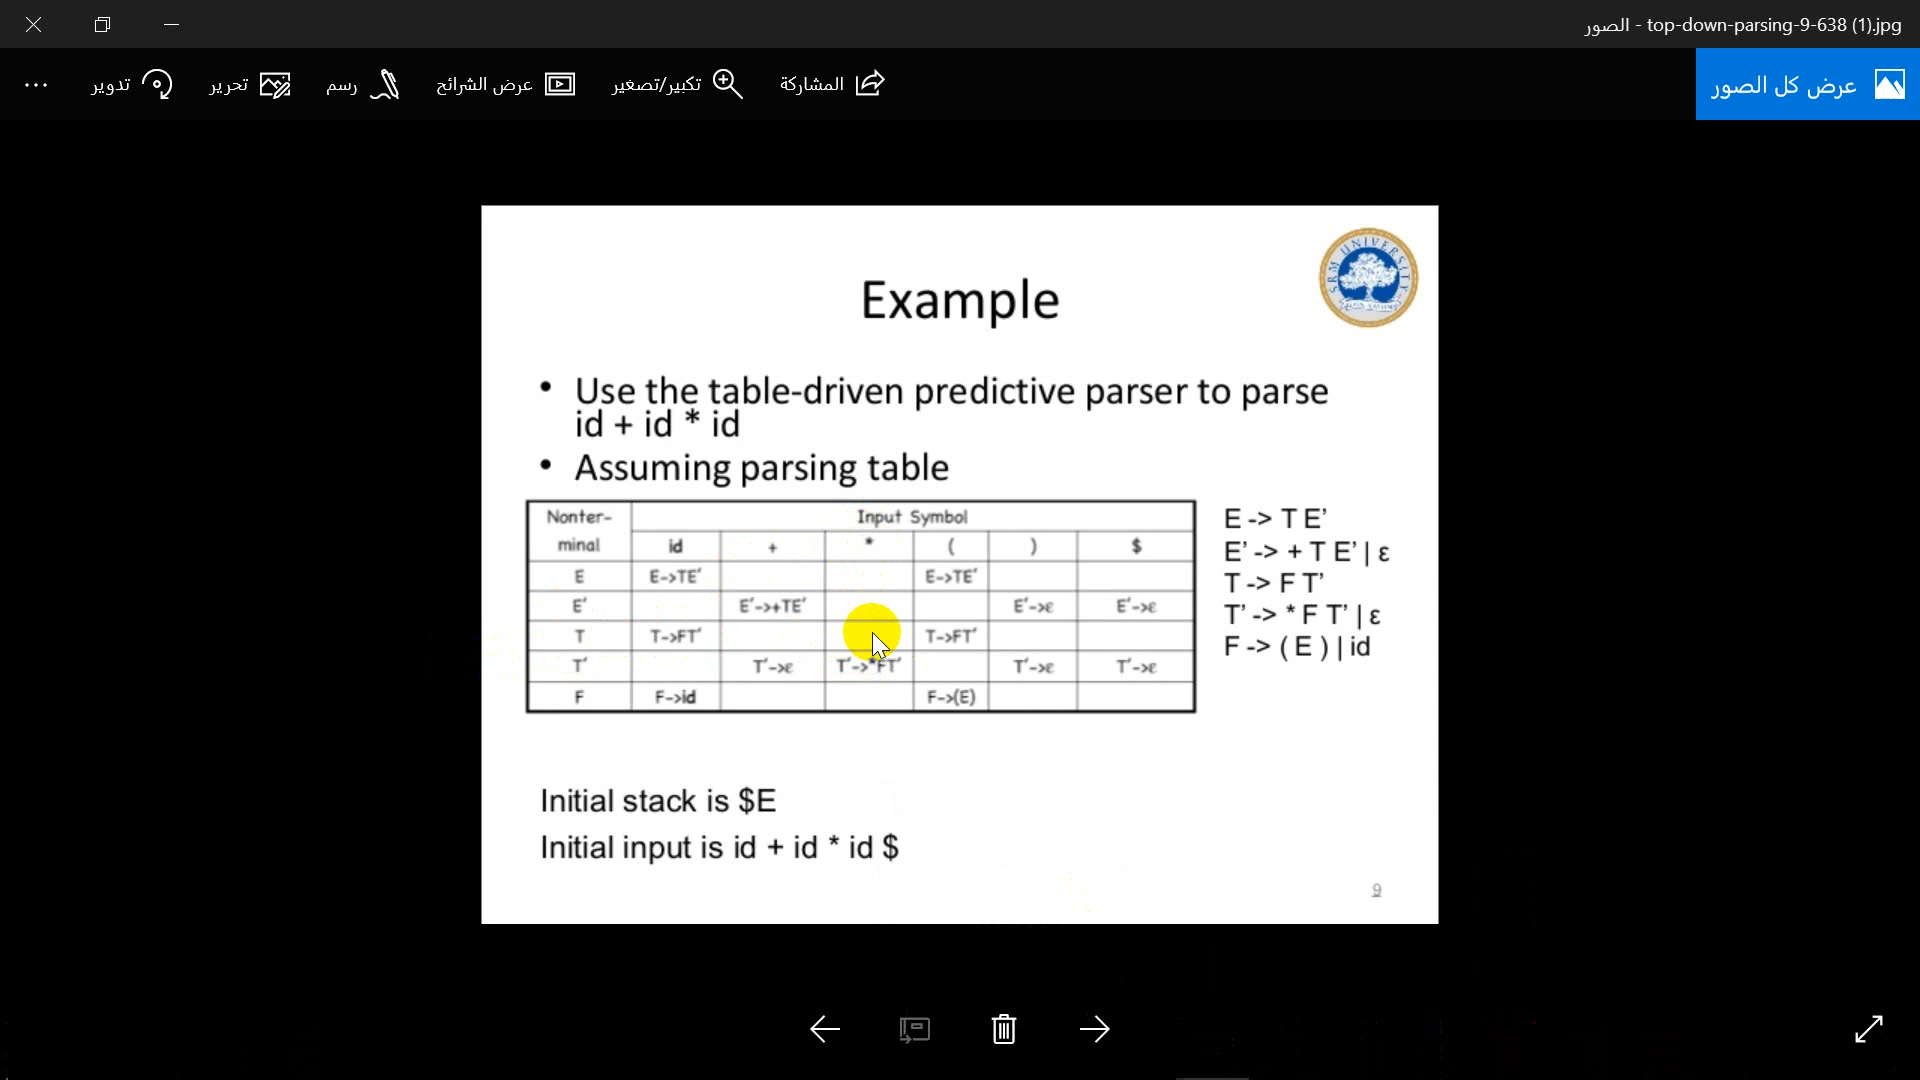 top-down-parsing-9-638 (1).jpg - الصور
عرض كل الصور
المشاركة
تكبير/تصغير
عرض الشرائح
رسم
تحرير
تدوير
SRM UNIVERSITY
Example
• Use the table-driven predictive parser to parse
id + id * id
• Assuming parsing table
Nonter- Input Symbol
minal id + * ( ) $
E E->TE' E->TE'
E' E'->+TE' E'->ε E'->ε
T T->FT' T->FT'
T' T'->ε T'->*FT' T'->ε T'->ε
F F->id F->(E)
E -> T E’
E’ -> + T E’ | ε
T -> F T’
T’ -> * F T’ | ε
F -> ( E ) | id
Initial stack is $E
Initial input is id + id * id $
9